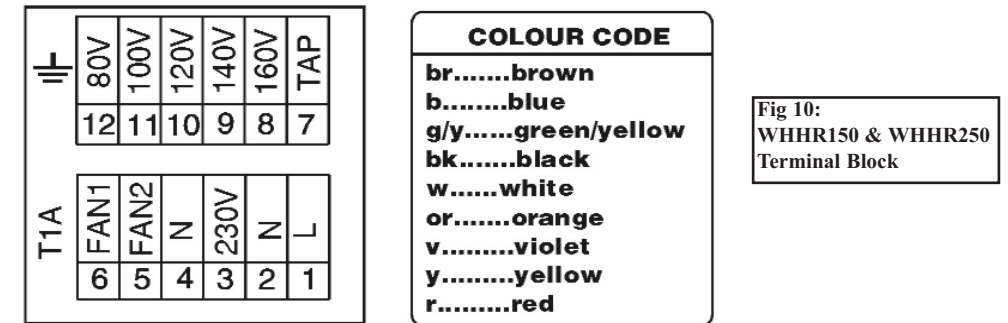 80V 100V 120V 140V 160V TAP
12 11 10 9 8 7
T1A FAN1 FAN2 N 230V N L
6 5 4 3 2 1
COLOUR CODE
br.......brown
b........blue
g/y......green/yellow
bk.......black
w......white
or.......orange
v.........violet
y.........yellow
r.........red
Fig 10:
WHHR150 & WHHR250
Terminal Block